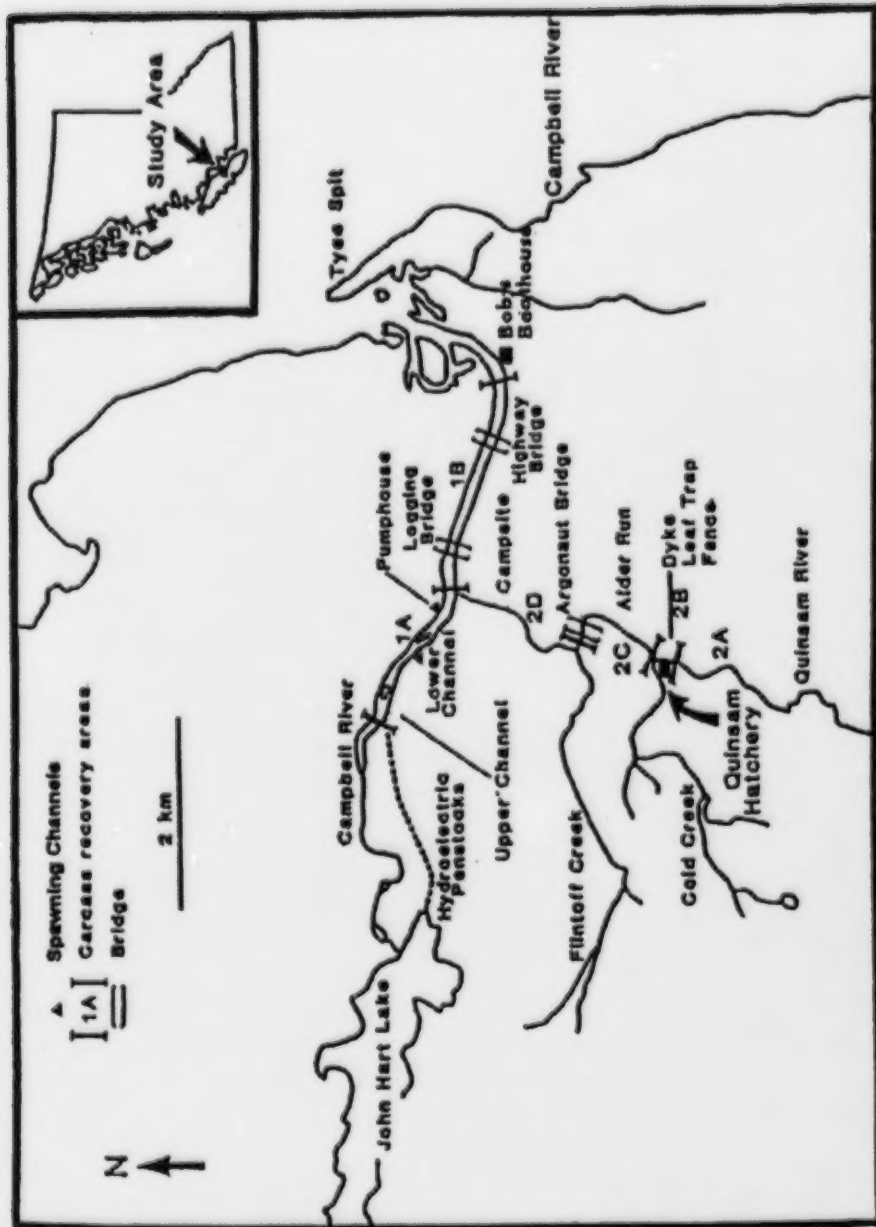 Study Area
Spawning Channels
1A
Carcass recovery areas
Bridge
2 km
N
Tyee Spit
Campbell River
Bob's
Boathouse
Highway
Bridge
1B
Pumphouse
Logging
Bridge
Campsite
1A
Lower
Channel
Campbell River
Upper Channel
Hydroelectric
Penstocks
John Hart Lake
2D
Argonaut Bridge
Alder Run
Flintoff Creek
2C
2B
Dyke
Leaf Trap
Fence
2A
Quinsam River
Quinsam
Hatchery
Cold Creek